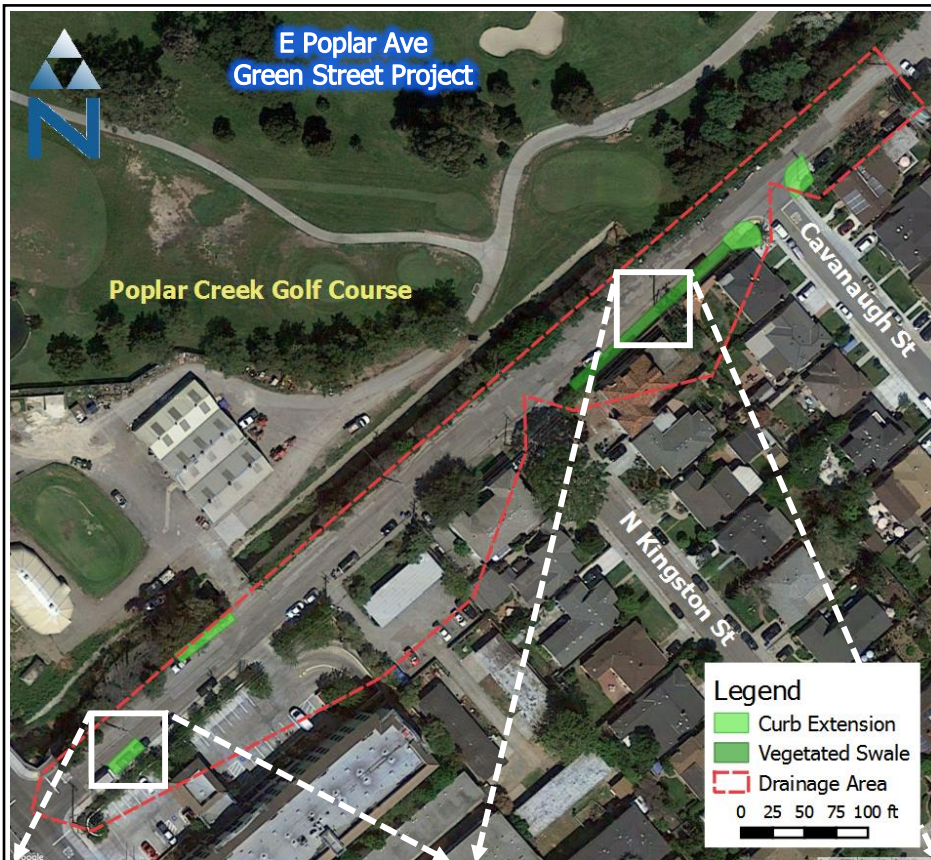 E Poplar Ave
Green Street Project
N
Poplar Creek Golf Course
Cavanaugh St
N Kingston St
Legend
Curb Extension
Vegetated Swale
Drainage Area
0 25 50 75 100 ft
Google